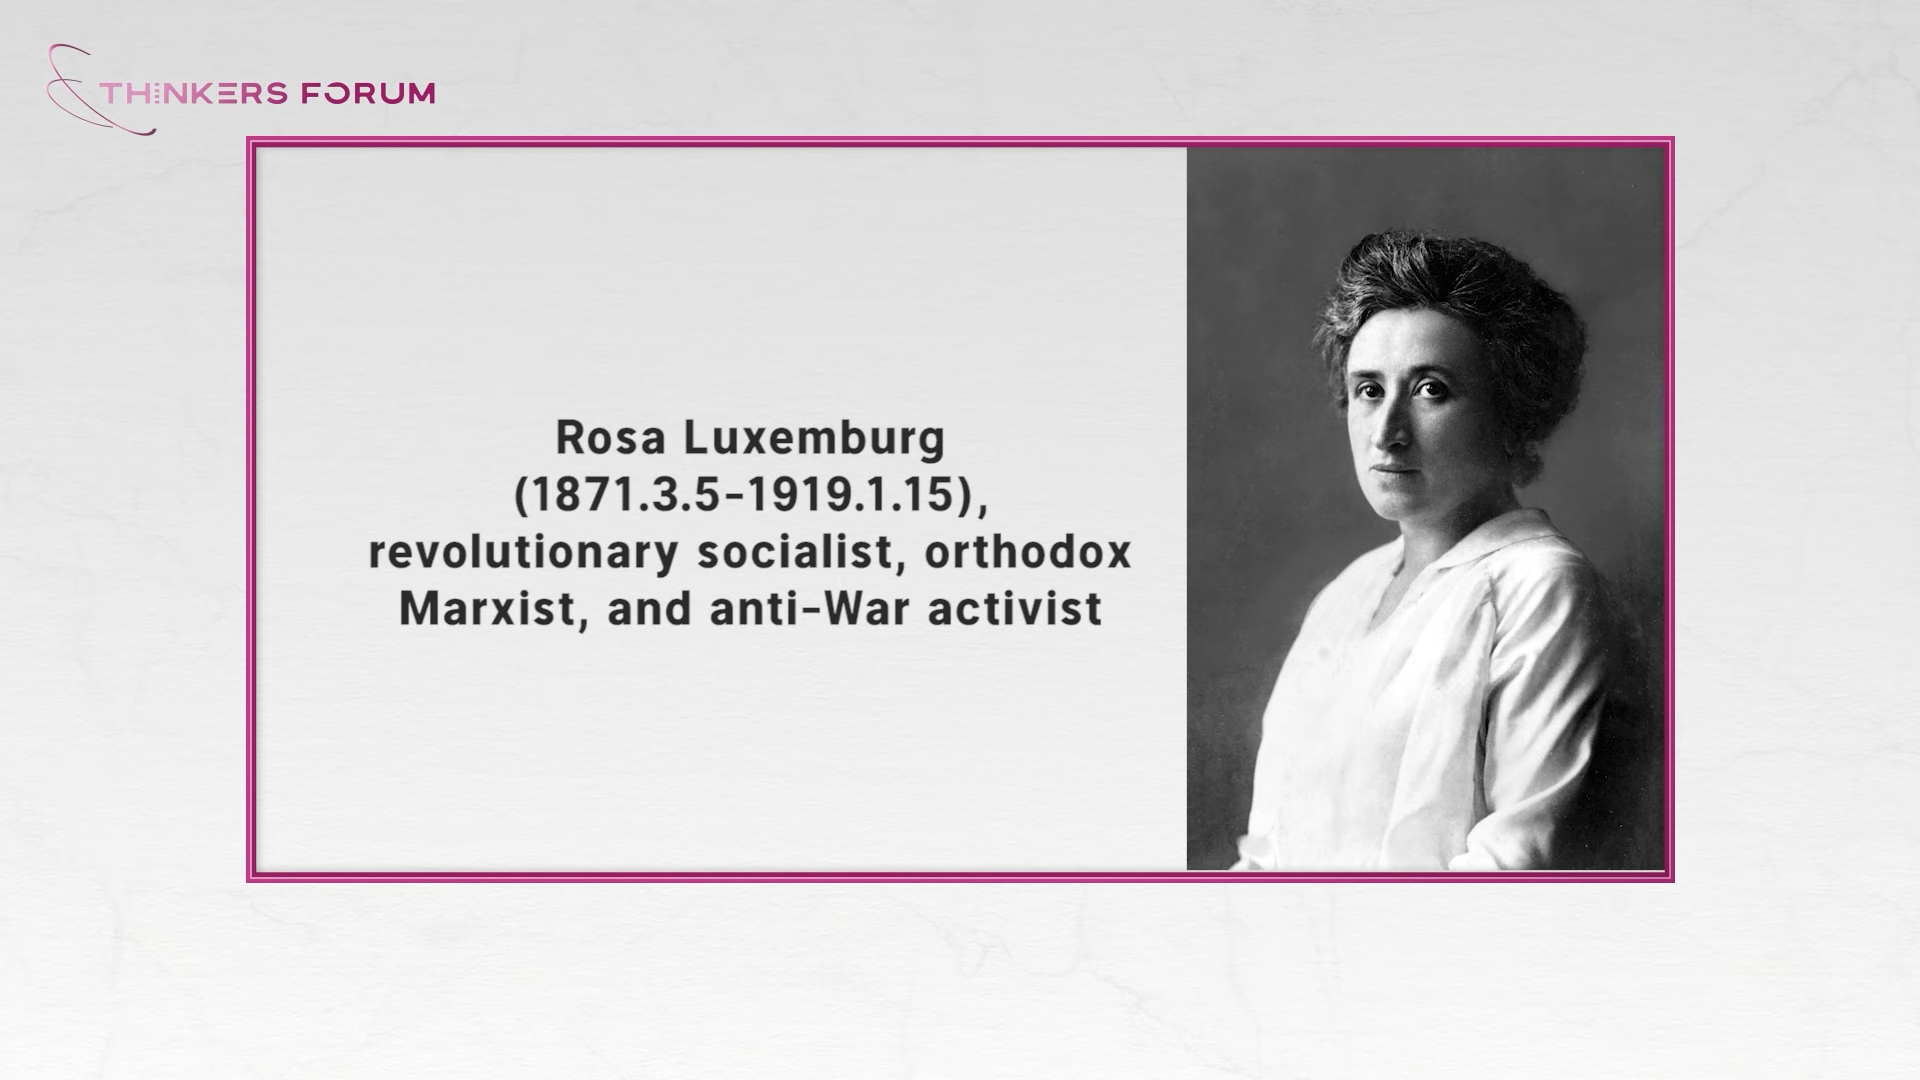 THINKERS FORUM
Rosa Luxemburg
(1871.3.5-1919.1.15),
revolutionary socialist, orthodox
Marxist, and anti-War activist